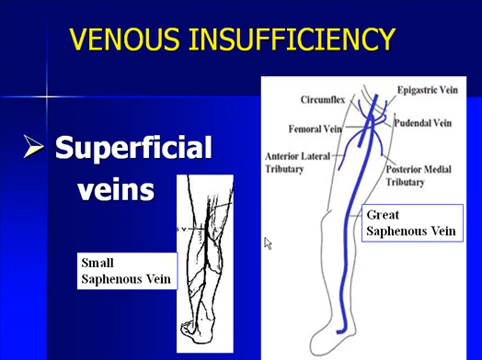 VENOUS INSUFFICIENCY
Superficial
veins
Small
Saphenous Vein
Circumflex
Epigastric Vein
Pudendal Vein
Femoral Vein
Anterior Lateral
Tributary
Posterior Medial
Tributary
Great
Saphenous Vein